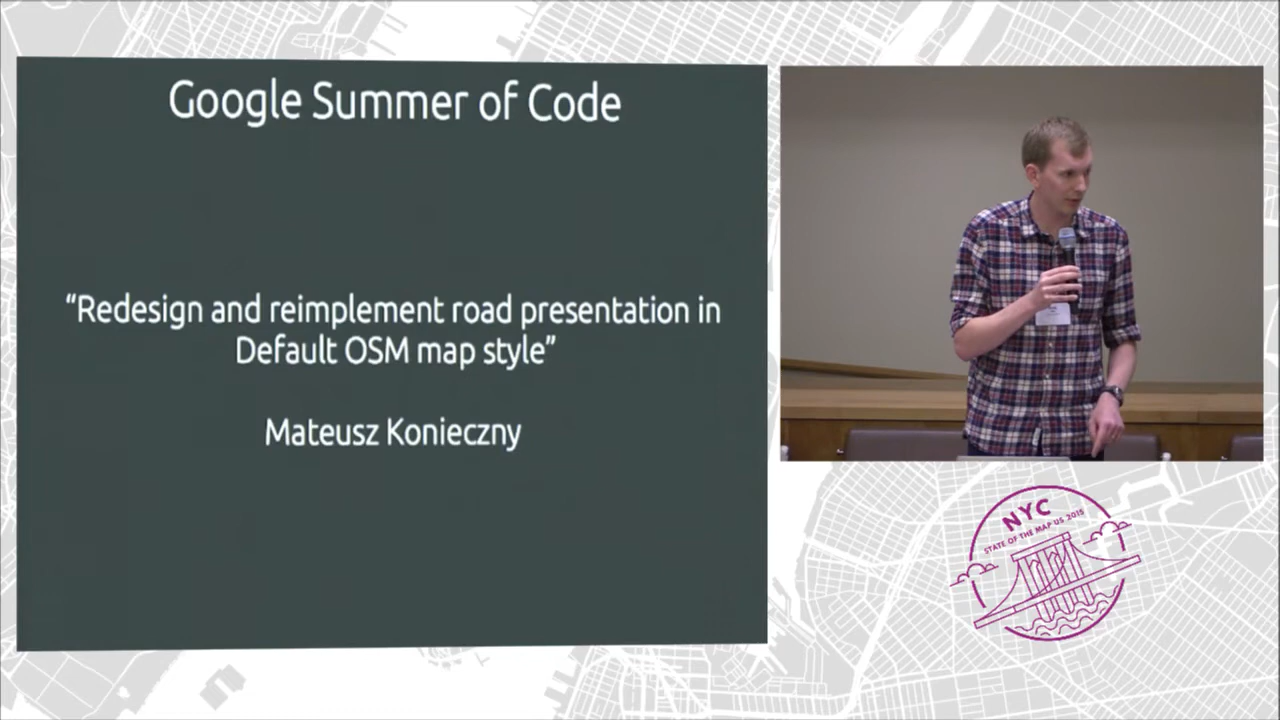 Google Summer of Code
“Redesign and reimplement road presentation in
Default OSM map style”
Mateusz Konieczny
NYC
STATE OF THE MAP US 2015